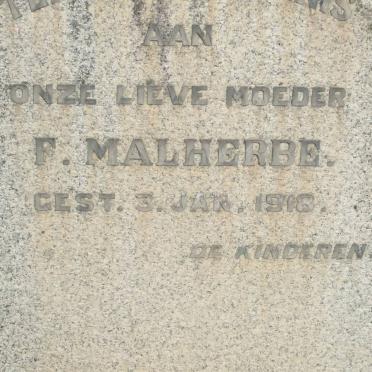 AAN
ONZE LIEVE MOEDER
F. MALHERBE.
GEST. 3. JAN. 1918.
DE KINDEREN.